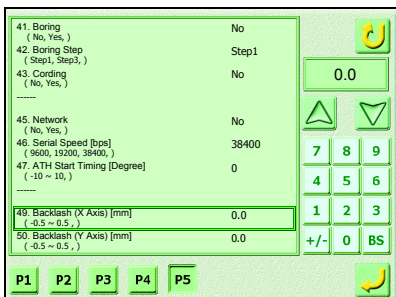 41. Boring No
( No, Yes, )
42. Boring Step Step1
( Step1, Step3, )
43. Cording No
( No, Yes, )
------
45. Network No
( No, Yes, )
46. Serial Speed [bps] 38400
( 9600, 19200, 38400, )
47. ATH Start Timing [Degree] 0
( -10 ~ 10, )
------
49. Backlash (X Axis) [mm] 0.0
( -0.5 ~ 0.5 , )
50. Backlash (Y Axis) [mm] 0.0
( -0.5 ~ 0.5 , )
0.0
7 8 9
4 5 6
1 2 3
+/- 0 BS
P1 P2 P3 P4 P5